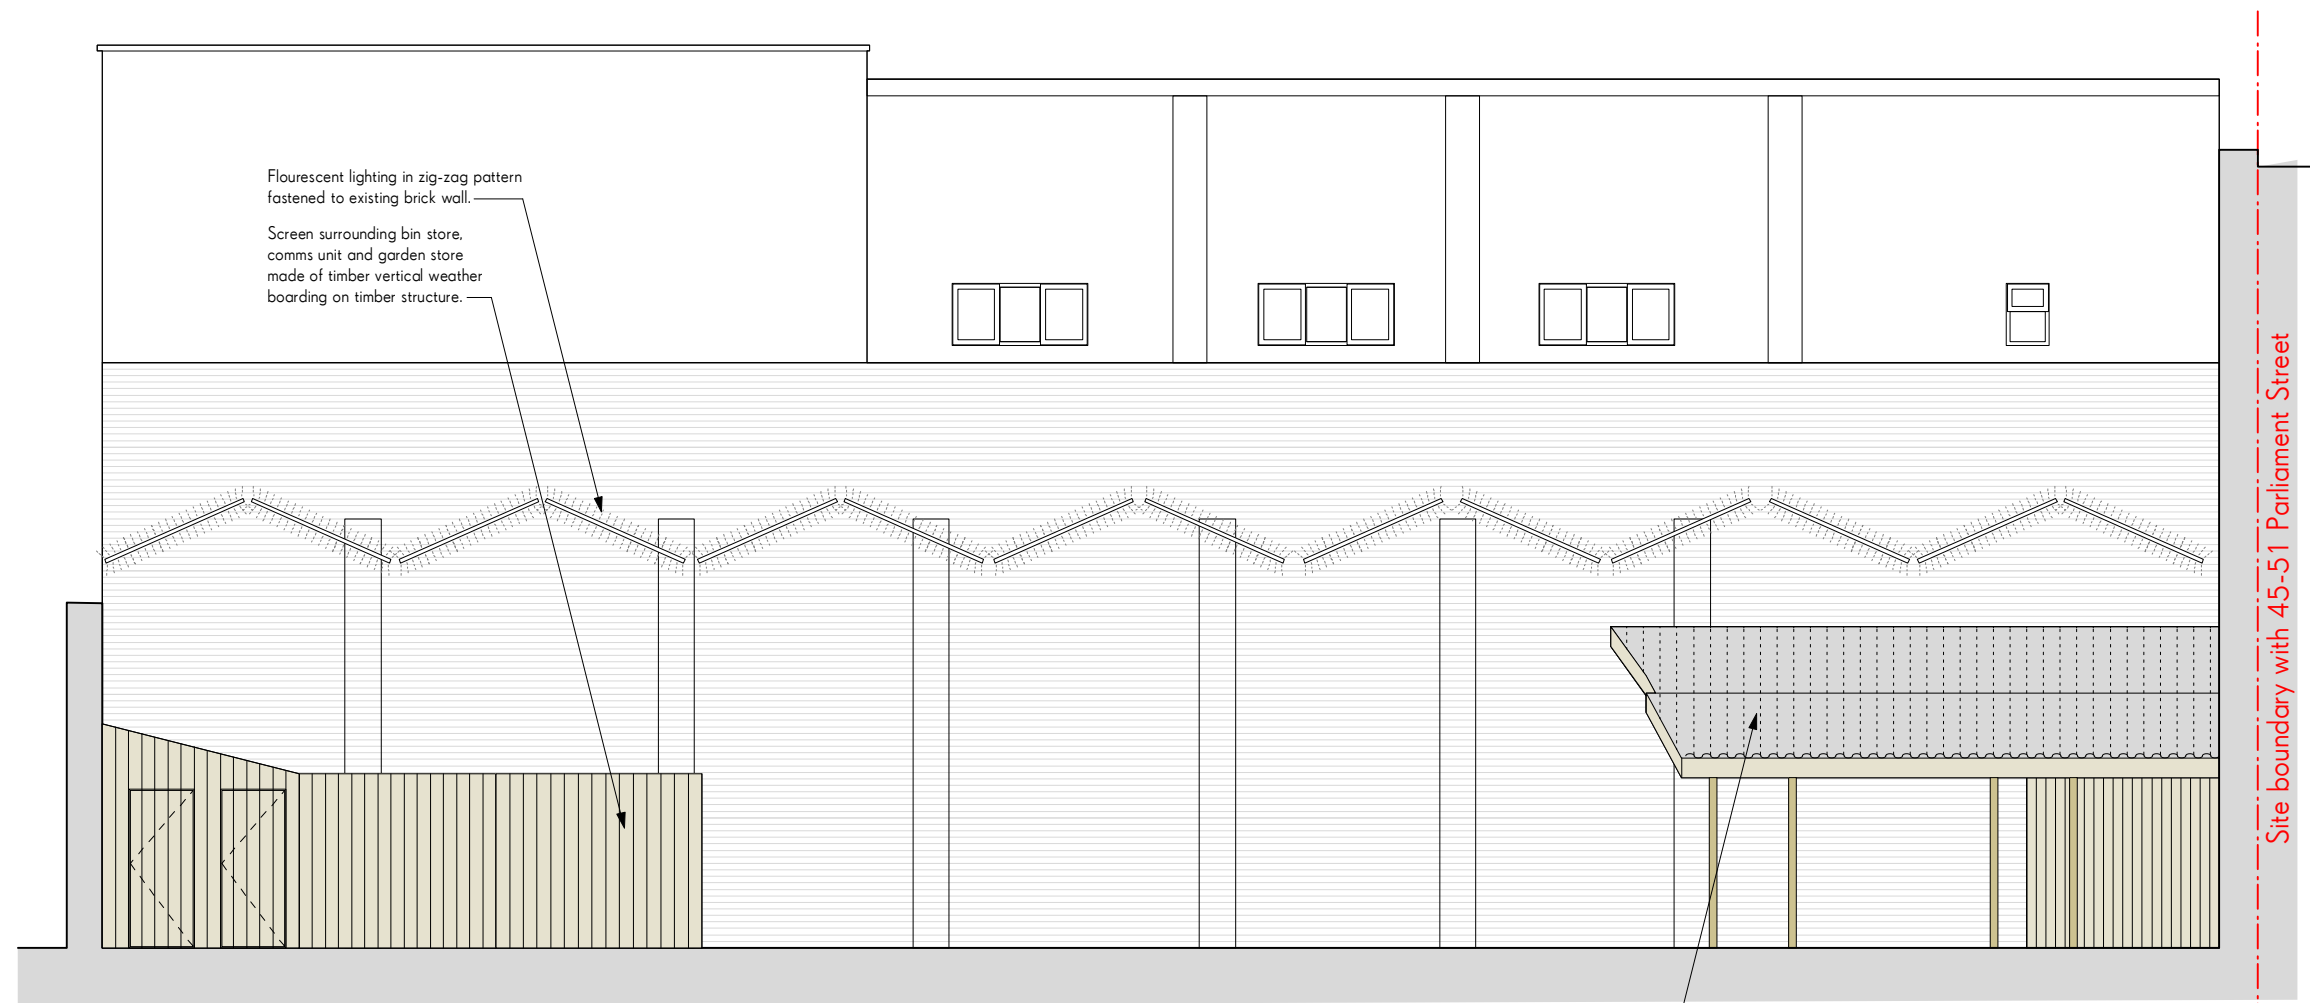 Flourescent lighting in zig-zag pattern
fastened to existing brick wall.
Screen surrounding bin store,
comms unit and garden store
made of timber vertical weather
boarding on timber structure.
Site boundary with 45-51 Parliament Street